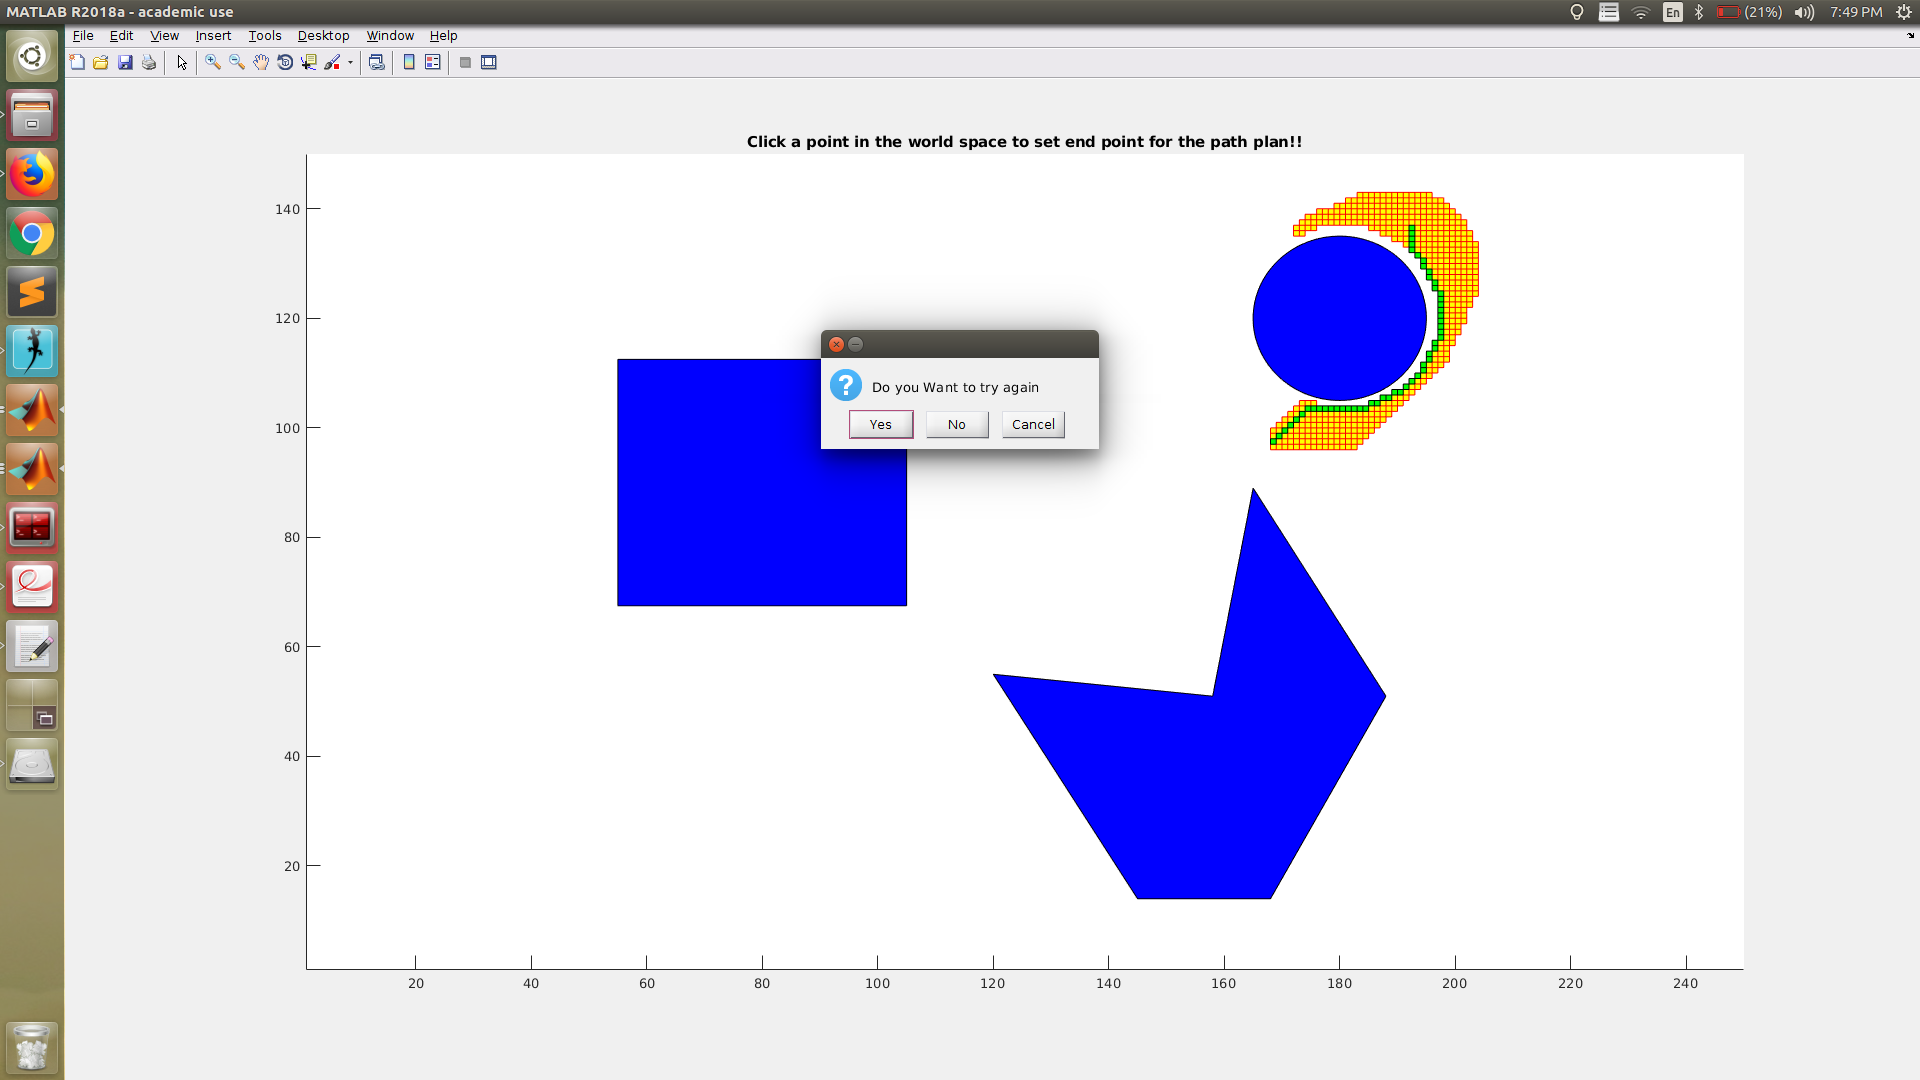 MATLAB R2018a - academic use
En (21%) 7:49 PM
File Edit View Insert Tools Desktop Window Help
Click a point in the world space to set end point for the path plan!!
140
120
100
80
60
40
20
20 40 60 80 100 120 140 160 180 200 220 240
Do you Want to try again
Yes No Cancel